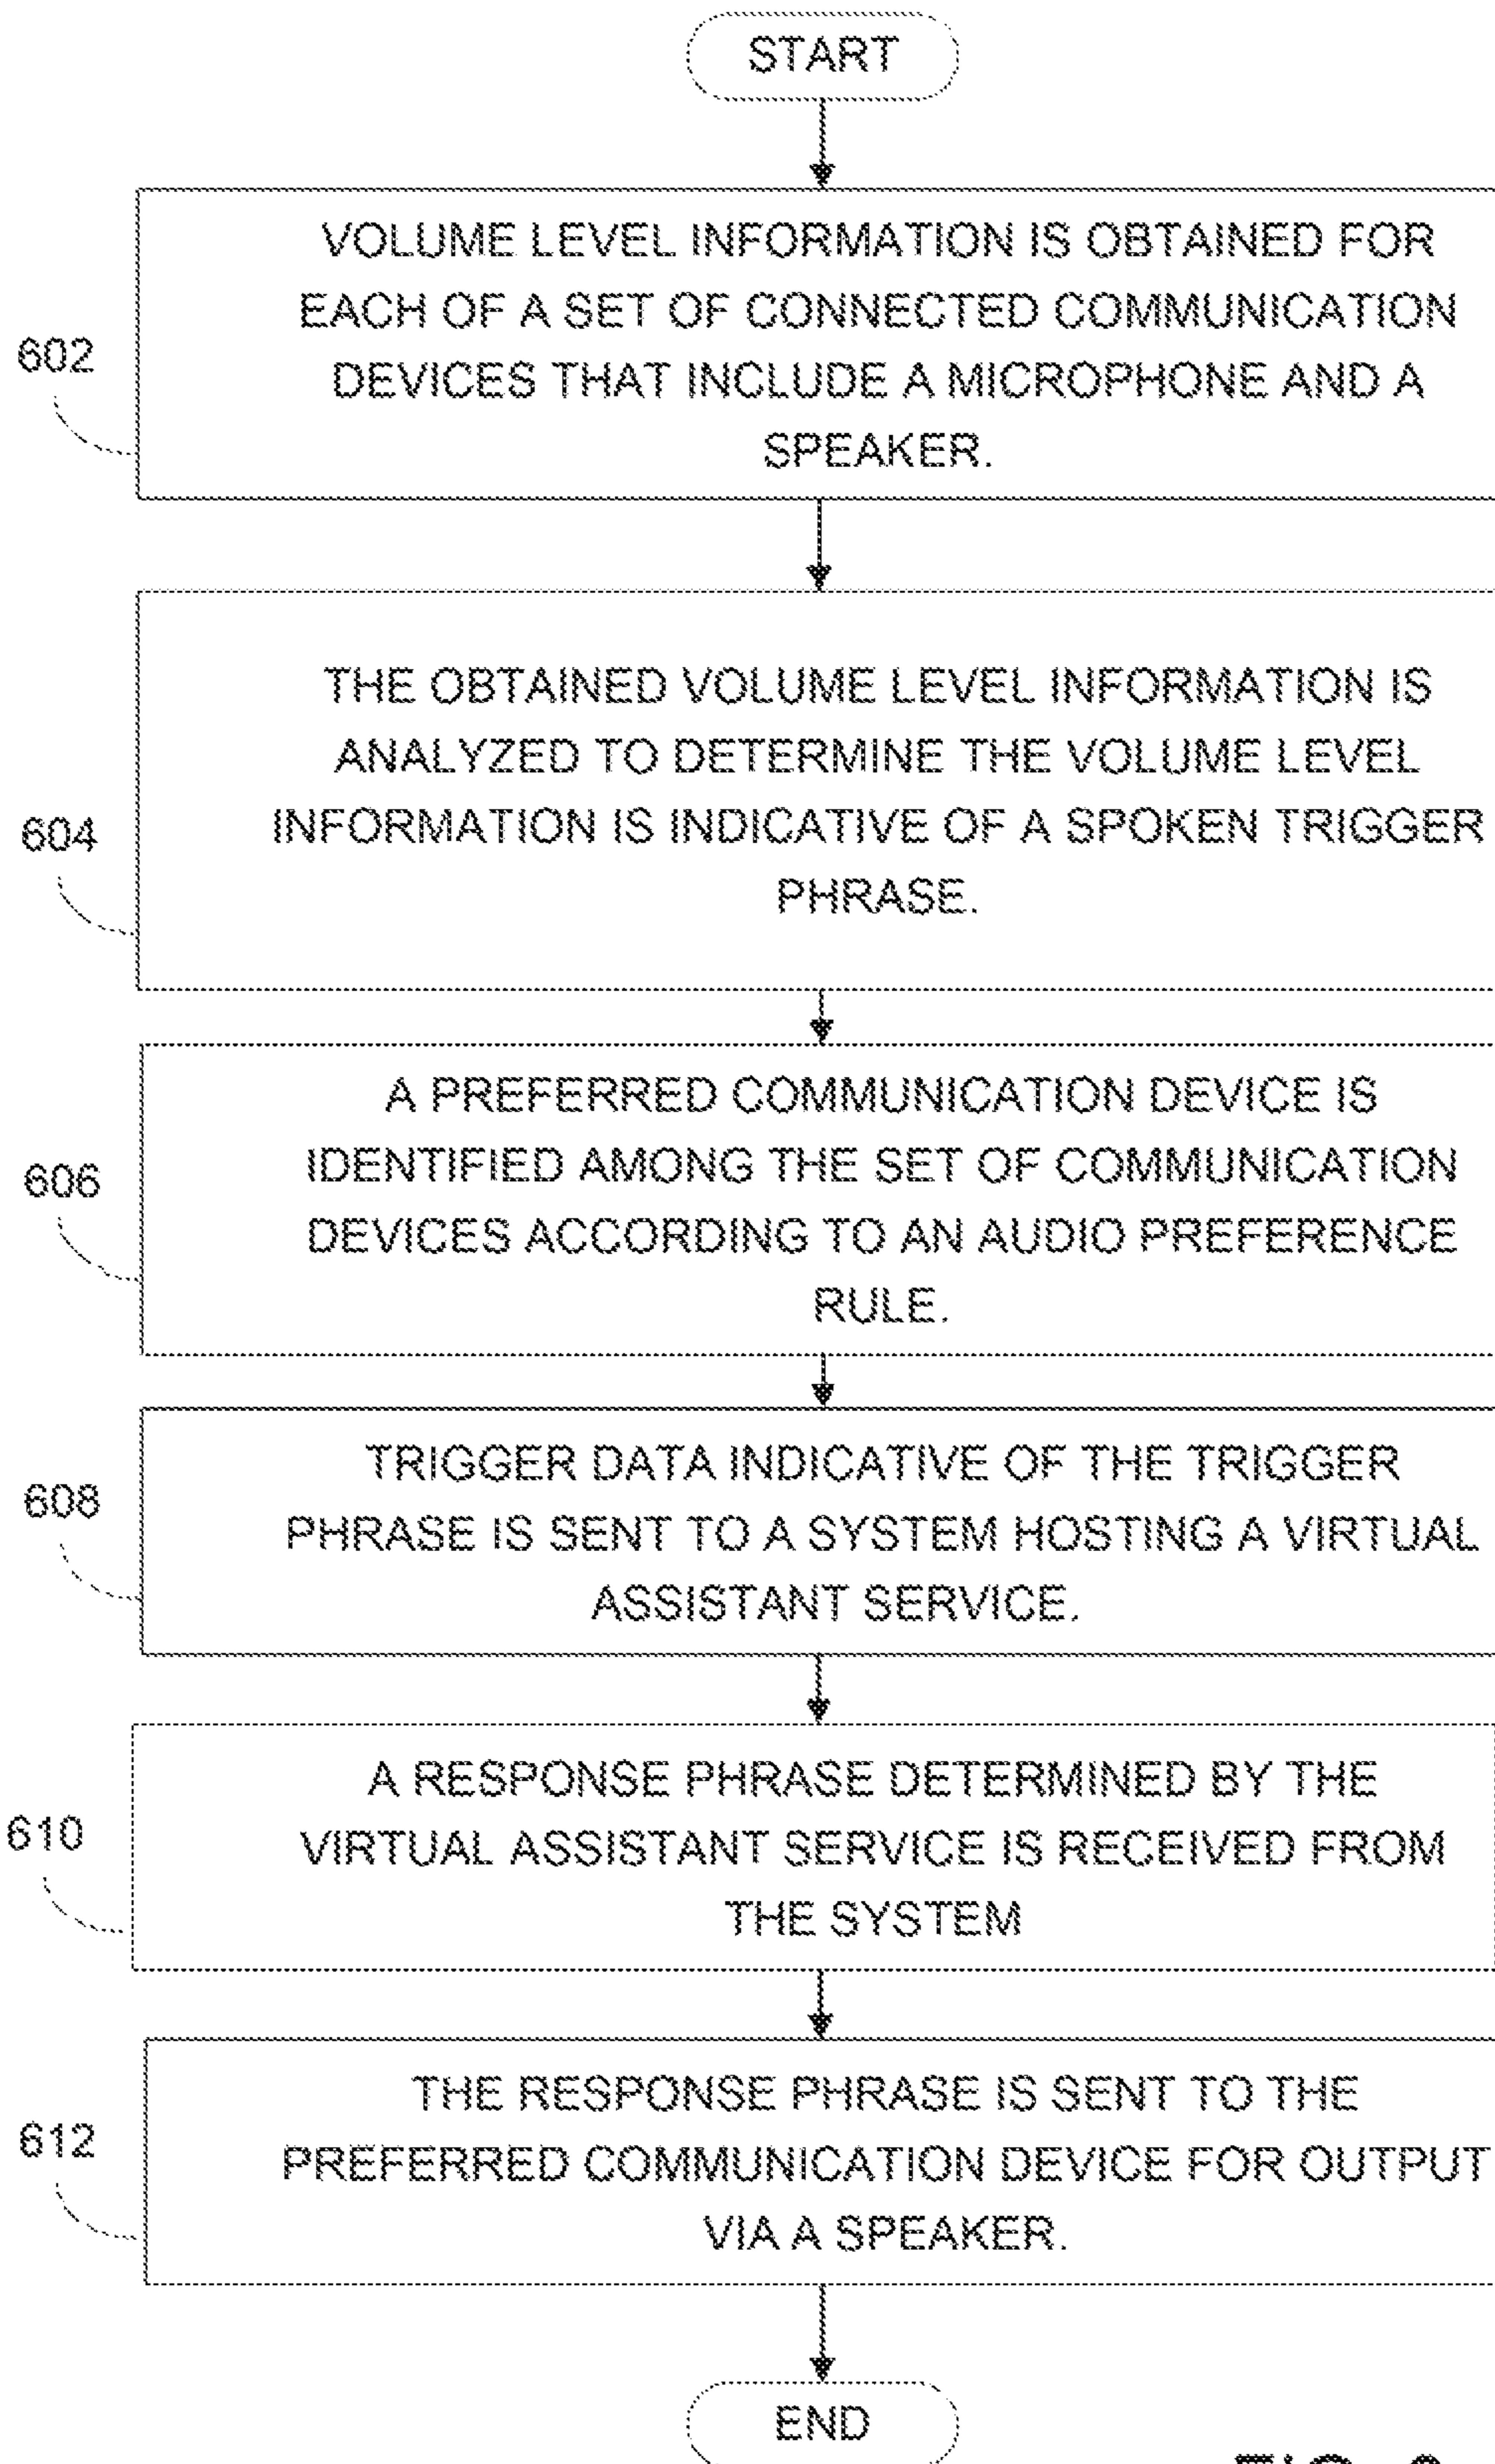 START
VOLUME LEVEL INFORMATION IS OBTAINED FOR
EACH OF A SET OF CONNECTED COMMUNICATION
DEVICES THAT INCLUDE A MICROPHONE AND A
SPEAKER.
602
THE OBTAINED VOLUME LEVEL INFORMATION IS
ANALYZED TO DETERMINE THE VOLUME LEVEL
INFORMATION IS INDICATIVE OF A SPOKEN TRIGGER
PHRASE.
604
A PREFERRED COMMUNICATION DEVICE IS
IDENTIFIED AMONG THE SET OF COMMUNICATION
DEVICES ACCORDING TO AN AUDIO PREFERENCE
RULE.
606
TRIGGER DATA INDICATIVE OF THE TRIGGER
PHRASE IS SENT TO A SYSTEM HOSTING A VIRTUAL
ASSISTANT SERVICE.
608
A RESPONSE PHRASE DETERMINED BY THE
VIRTUAL ASSISTANT SERVICE IS RECEIVED FROM
THE SYSTEM
610
THE RESPONSE PHRASE IS SENT TO THE
PREFERRED COMMUNICATION DEVICE FOR OUTPUT
VIA A SPEAKER.
612
END